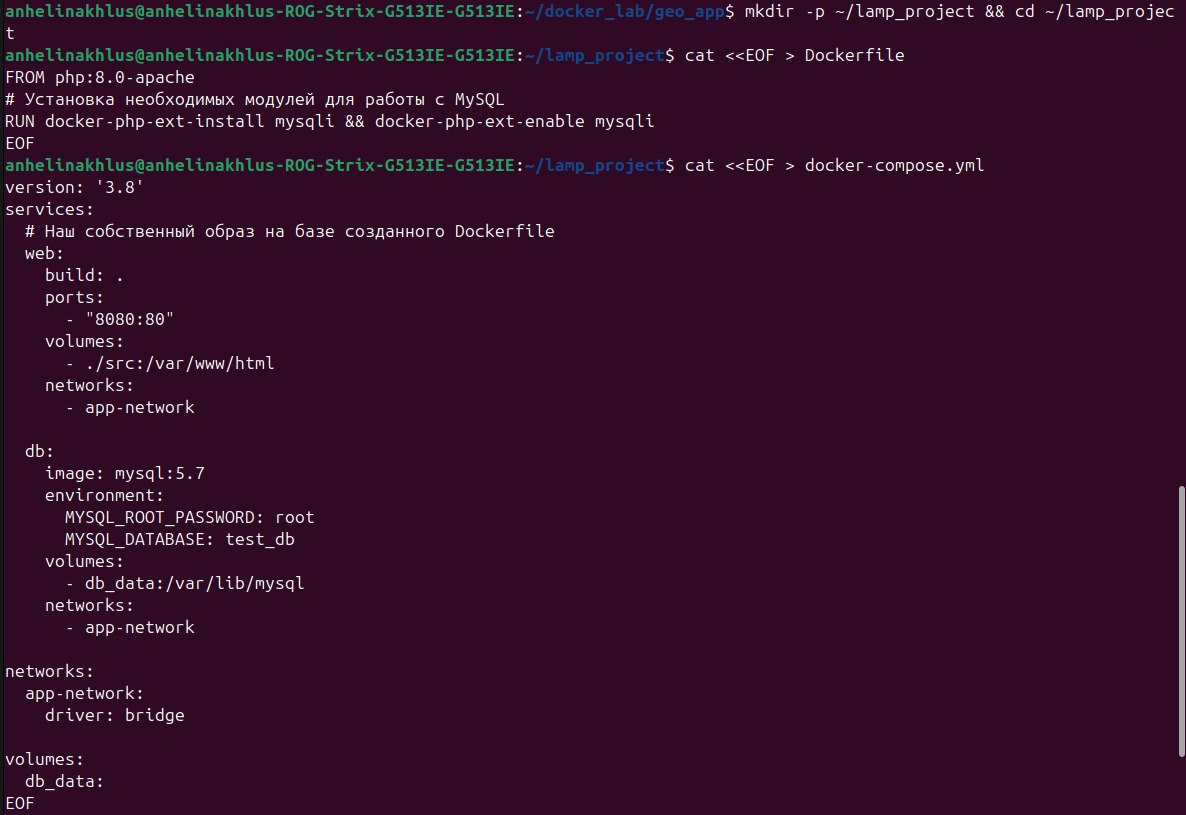 anhelinakhlus@anhelinakhlus-ROG-Strix-G513IE-G513IE:~/docker_lab/geo_app$ mkdir -p ~/lamp_project && cd ~/lamp_projec
t
anhelinakhlus@anhelinakhlus-ROG-Strix-G513IE-G513IE:~/lamp_project$ cat <<EOF > Dockerfile
FROM php:8.0-apache
# Установка необходимых модулей для работы с MySQL
RUN docker-php-ext-install mysqli && docker-php-ext-enable mysqli
EOF
anhelinakhlus@anhelinakhlus-ROG-Strix-G513IE-G513IE:~/lamp_project$ cat <<EOF > docker-compose.yml
version: '3.8'
services:
  # Наш собственный образ на базе созданного Dockerfile
  web:
    build: .
    ports:
      - "8080:80"
    volumes:
      - ./src:/var/www/html
    networks:
      - app-network

  db:
    image: mysql:5.7
    environment:
      MYSQL_ROOT_PASSWORD: root
      MYSQL_DATABASE: test_db
    volumes:
      - db_data:/var/lib/mysql
    networks:
      - app-network

networks:
  app-network:
    driver: bridge

volumes:
  db_data:
EOF